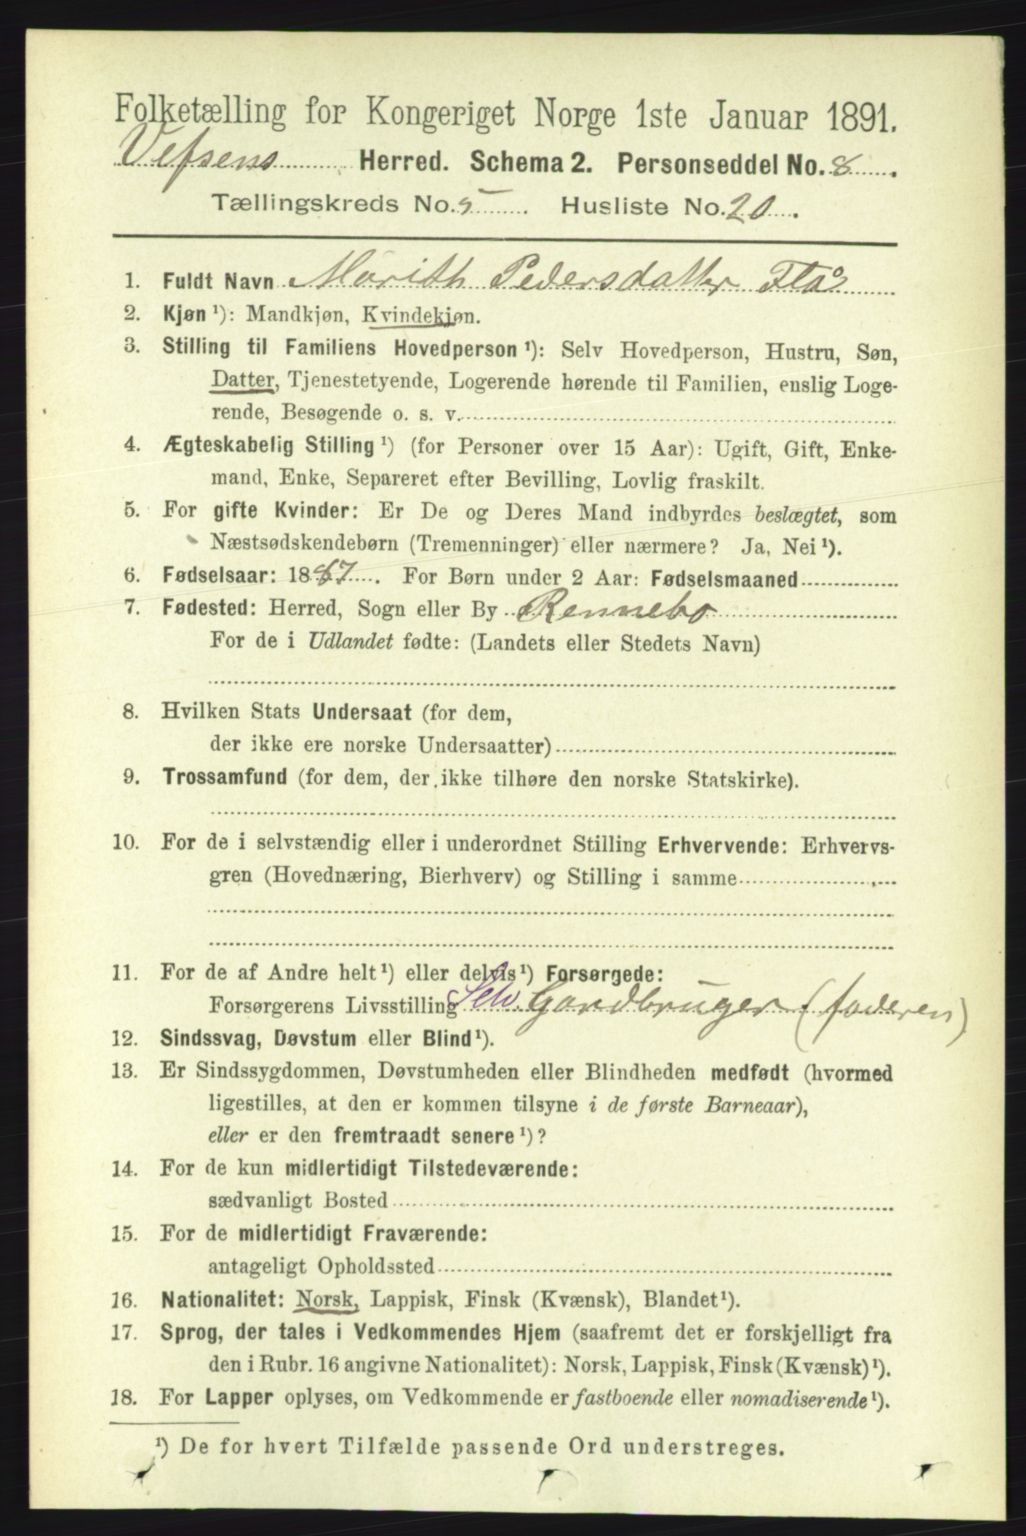 Folketælling for Kongeriget Norge 1ste Januar 1891.
Vefsens Herred. Schema 2. Personseddel No. 8.
Tællingskreds No. 5 Husliste No. 20.
1. Fuldt Navn Marith Pedersdatter Flå
2. Kjøn ¹): Mandkjøn, Kvindekjøn.
3. Stilling til Familiens Hovedperson ¹): Selv Hovedperson, Hustru, Søn,
Datter, Tjenestetyende, Logerende hørende til Familien, enslig Loge-
rende, Besøgende o. s. v.
4. Ægteskabelig Stilling ¹) (for Personer over 15 Aar): Ugift, Gift, Enke-
mand, Enke, Separeret efter Bevilling, Lovlig fraskilt.
5. For gifte Kvinder: Er De og Deres Mand indbyrdes beslægtet, som
Næstsødskendebørn (Tremenninger) eller nærmere? Ja, Nei ¹).
6. Fødselsaar: 1887. For Børn under 2 Aar: Fødselsmaaned
7. Fødested: Herred, Sogn eller By Rennebo
For de i Udlandet fødte: (Landets eller Stedets Navn)
8. Hvilken Stats Undersaat (for dem,
der ikke ere norske Undersaatter)
9. Trossamfund (for dem, der ikke tilhøre den norske Statskirke).
10. For de i selvstændig eller i underordnet Stilling Erhvervende: Erhvervs-
gren (Hovednæring, Bierhverv) og Stilling i samme
11. For de af Andre helt ¹) eller delvis ¹) Forsørgede:
Forsørgerens Livsstilling Selv. Gardbruger (faderen)
12. Sindssvag, Døvstum eller Blind ¹).
13. Er Sindssygdommen, Døvstumheden eller Blindheden medfødt (hvormed
ligestilles, at den er kommen tilsyne i de første Barneaar),
eller er den fremtraadt senere ¹)?
14. For de kun midlertidigt Tilstedeværende:
sædvanligt Bosted
15. For de midlertidigt Fraværende:
antageligt Opholdssted
16. Nationalitet: Norsk, Lappisk, Finsk (Kvænsk), Blandet ¹).
17. Sprog, der tales i Vedkommendes Hjem (saafremt det er forskjelligt fra
den i Rubr. 16 angivne Nationalitet): Norsk, Lappisk, Finsk (Kvænsk) ¹).
18. For Lapper oplyses, om Vedkommende er fastboende eller nomadiserende ¹).
¹) De for hvert Tilfælde passende Ord understreges.